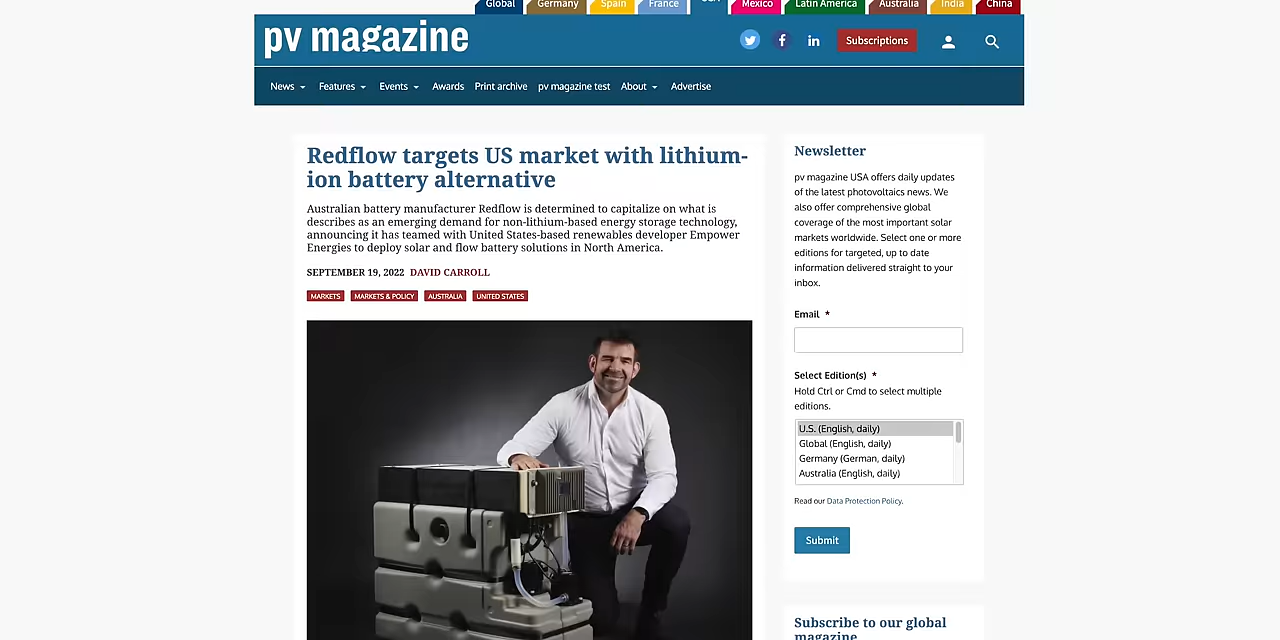 Global Germany Spain France USA Mexico Latin America Australia India China
pv magazine
Subscriptions
News Features Events Awards Print archive pv magazine test About Advertise
Redflow targets US market with lithium-
ion battery alternative
Australian battery manufacturer Redflow is determined to capitalize on what is
describes as an emerging demand for non-lithium-based energy storage technology,
announcing it has teamed with United States-based renewables developer Empower
Energies to deploy solar and flow battery solutions in North America.
SEPTEMBER 19, 2022 DAVID CARROLL
MARKETS MARKETS & POLICY AUSTRALIA UNITED STATES
Newsletter
pv magazine USA offers daily updates
of the latest photovoltaics news. We
also offer comprehensive global
coverage of the most important solar
markets worldwide. Select one or more
editions for targeted, up to date
information delivered straight to your
inbox.
Email *
Select Edition(s) *
Hold Ctrl or Cmd to select multiple
editions.
U.S. (English, daily)
Global (English, daily)
Germany (German, daily)
Australia (English, daily)
Read our Data Protection Policy.
Submit
Subscribe to our global
magazine